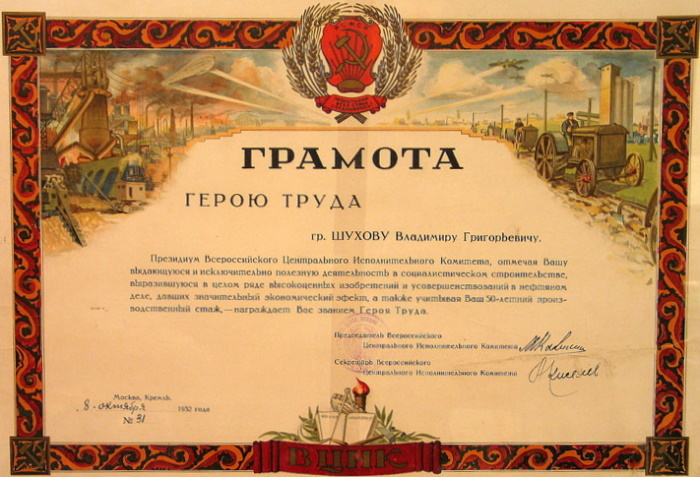 ГРАМОТА
ГЕРОЮ ТРУДА
гр. ШУХОВУ Владимиру Григорьевичу.
Президиум Всероссийского Центрального Исполнительного Комитета, отмечая Вашу
выдающуюся и исключительно полезную деятельность в социалистическом строительстве,
выразившуюся в целом ряде высокоценных изобретений и усовершенствований в нефтяном
деле, давших значительный экономический эфект, а также учитывая Ваш 50-летний произ-
водственный стаж,—награждает Вас званием Героя Труда.
Председатель Всероссийского
Центрального Исполнительного Комитета МКалинин
Секретарь Всероссийского
Центрального Исполнительного Комитета
Москва, Кремль.
„8„ октября 1932 года
№ 31
ВЦИК